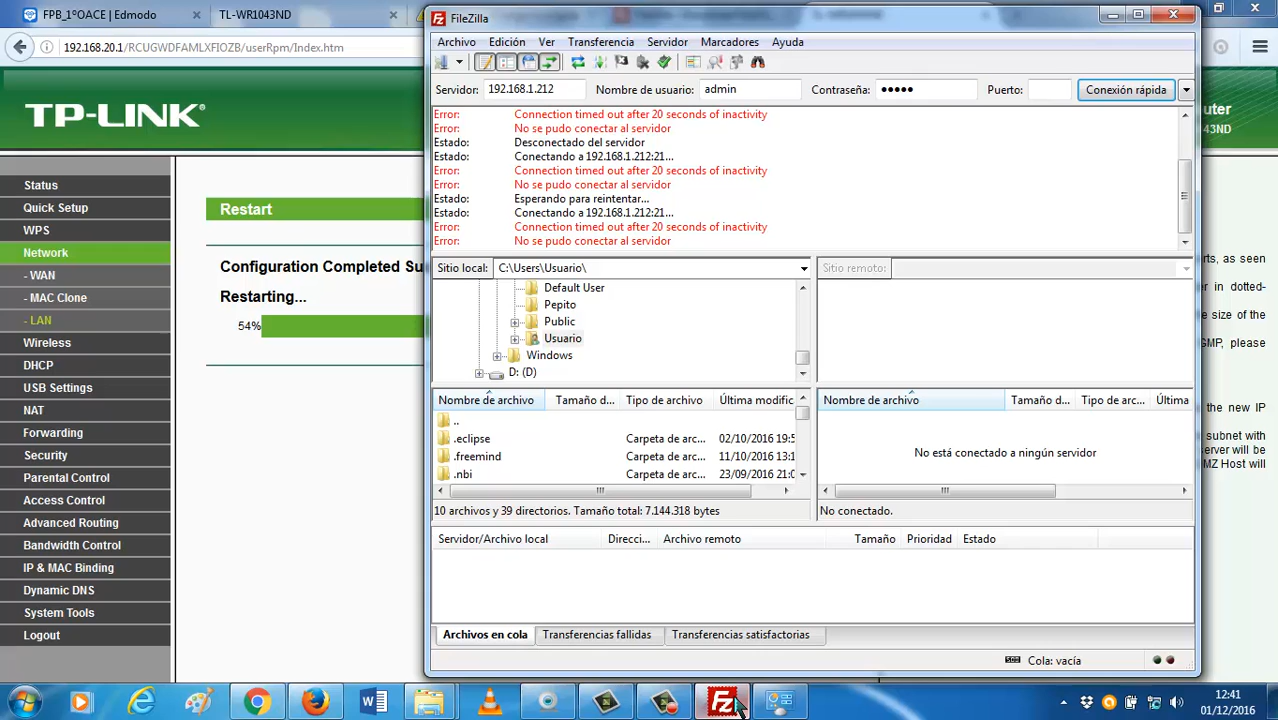 FPB_1ºOACE | Edmodo
TL-WR1043ND
192.168.20.1/RCUGWDFAMLXFIOZB/userRpm/Index.htm
TP-LINK
Status
Quick Setup
WPS
Network
- WAN
- MAC Clone
- LAN
Wireless
DHCP
USB Settings
NAT
Forwarding
Security
Parental Control
Access Control
Advanced Routing
Bandwidth Control
IP & MAC Binding
Dynamic DNS
System Tools
Logout
Restart
Configuration Completed Su
Restarting...
54%
FileZilla
Archivo Edición Ver Transferencia Servidor Marcadores Ayuda
Servidor: 192.168.1.212 Nombre de usuario: admin Contraseña: ●●●●● Puerto: Conexión rápida
Error: Connection timed out after 20 seconds of inactivity
Error: No se pudo conectar al servidor
Estado: Desconectado del servidor
Estado: Conectando a 192.168.1.212:21...
Error: Connection timed out after 20 seconds of inactivity
Error: No se pudo conectar al servidor
Estado: Esperando para reintentar...
Estado: Conectando a 192.168.1.212:21...
Error: Connection timed out after 20 seconds of inactivity
Error: No se pudo conectar al servidor
Sitio local: C:\Users\Usuario\
Default User
Pepito
Public
Usuario
Windows
D: (D)
Sitio remoto:
Nombre de archivo Tamaño d... Tipo de archivo Última modific
..
.eclipse Carpeta de arc... 02/10/2016 19:5
.freemind Carpeta de arc... 11/10/2016 13:1
.nbi Carpeta de arc... 23/09/2016 21:0
10 archivos y 39 directorios. Tamaño total: 7.144.318 bytes
Nombre de archivo Tamaño d... Tipo de arc... Última
No está conectado a ningún servidor
No conectado.
Servidor/Archivo local Direcci... Archivo remoto Tamaño Prioridad Estado
Archivos en cola Transferencias fallidas Transferencias satisfactorias
Cola: vacía
uter
43ND
rts, as seen
er in dotted-
he size of the
GMP, please
the new IP
subnet with
erver will be
MZ Host will
12:41
01/12/2016